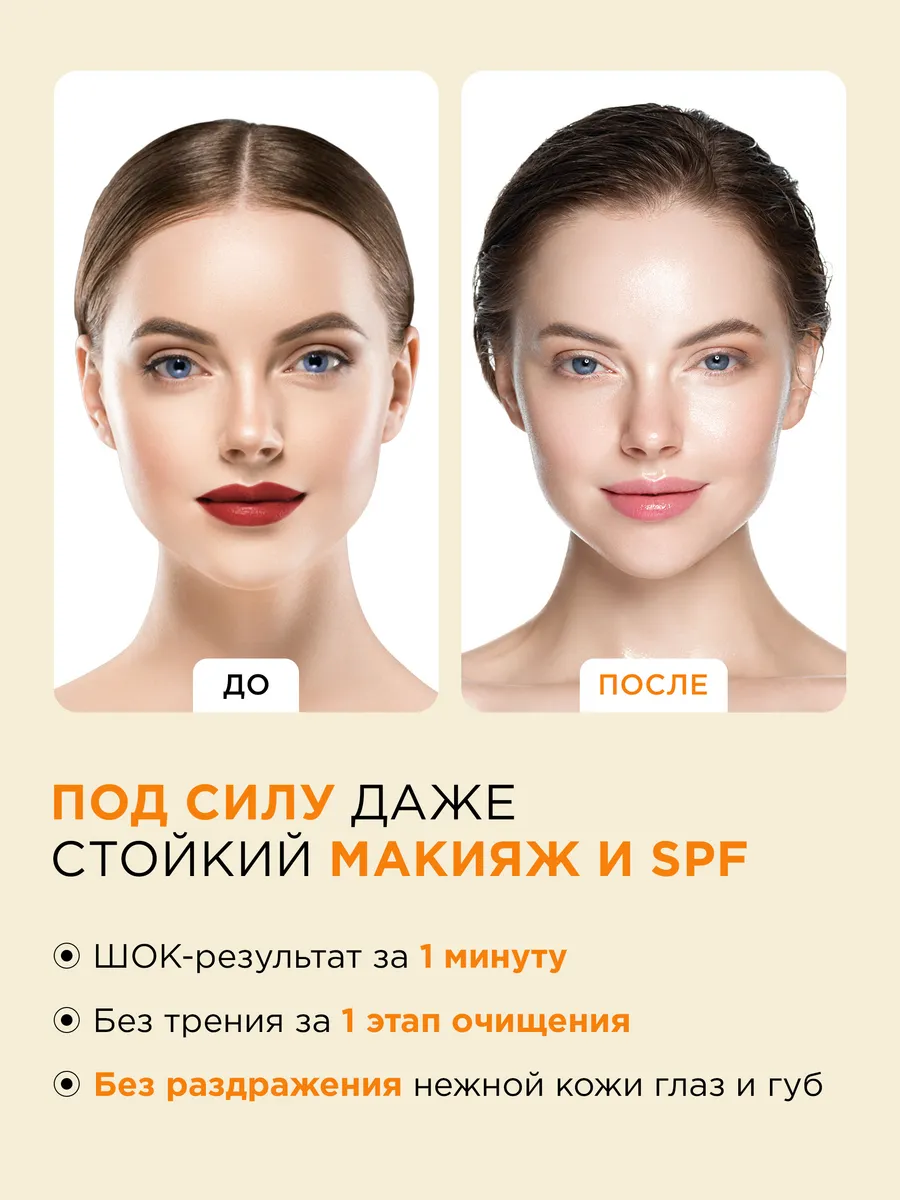 ДО
ПОСЛЕ
ПОД СИЛУ ДАЖЕ
СТОЙКИЙ МАКИЯЖ И SPF
ШОК-результат за 1 минуту
Без трения за 1 этап очищения
Без раздражения нежной кожи глаз и губ